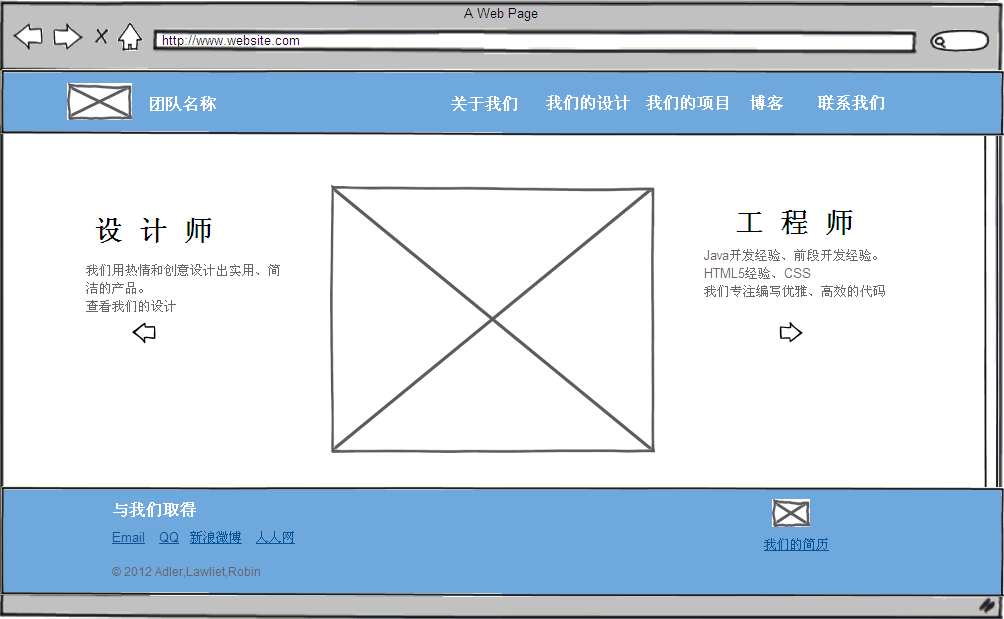 A Web Page
http://www.website.com
团队名称 关于我们 我们的设计 我们的项目 博客 联系我们
设 计 师
我们用热情和创意设计出实用、简
洁的产品。
查看我们的设计
工 程 师
Java开发经验、前段开发经验。
HTML5经验、CSS
我们专注编写优雅、高效的代码
与我们取得
Email QQ 新浪微博 人人网
© 2012 Adler,Lawliet,Robin
我们的简历